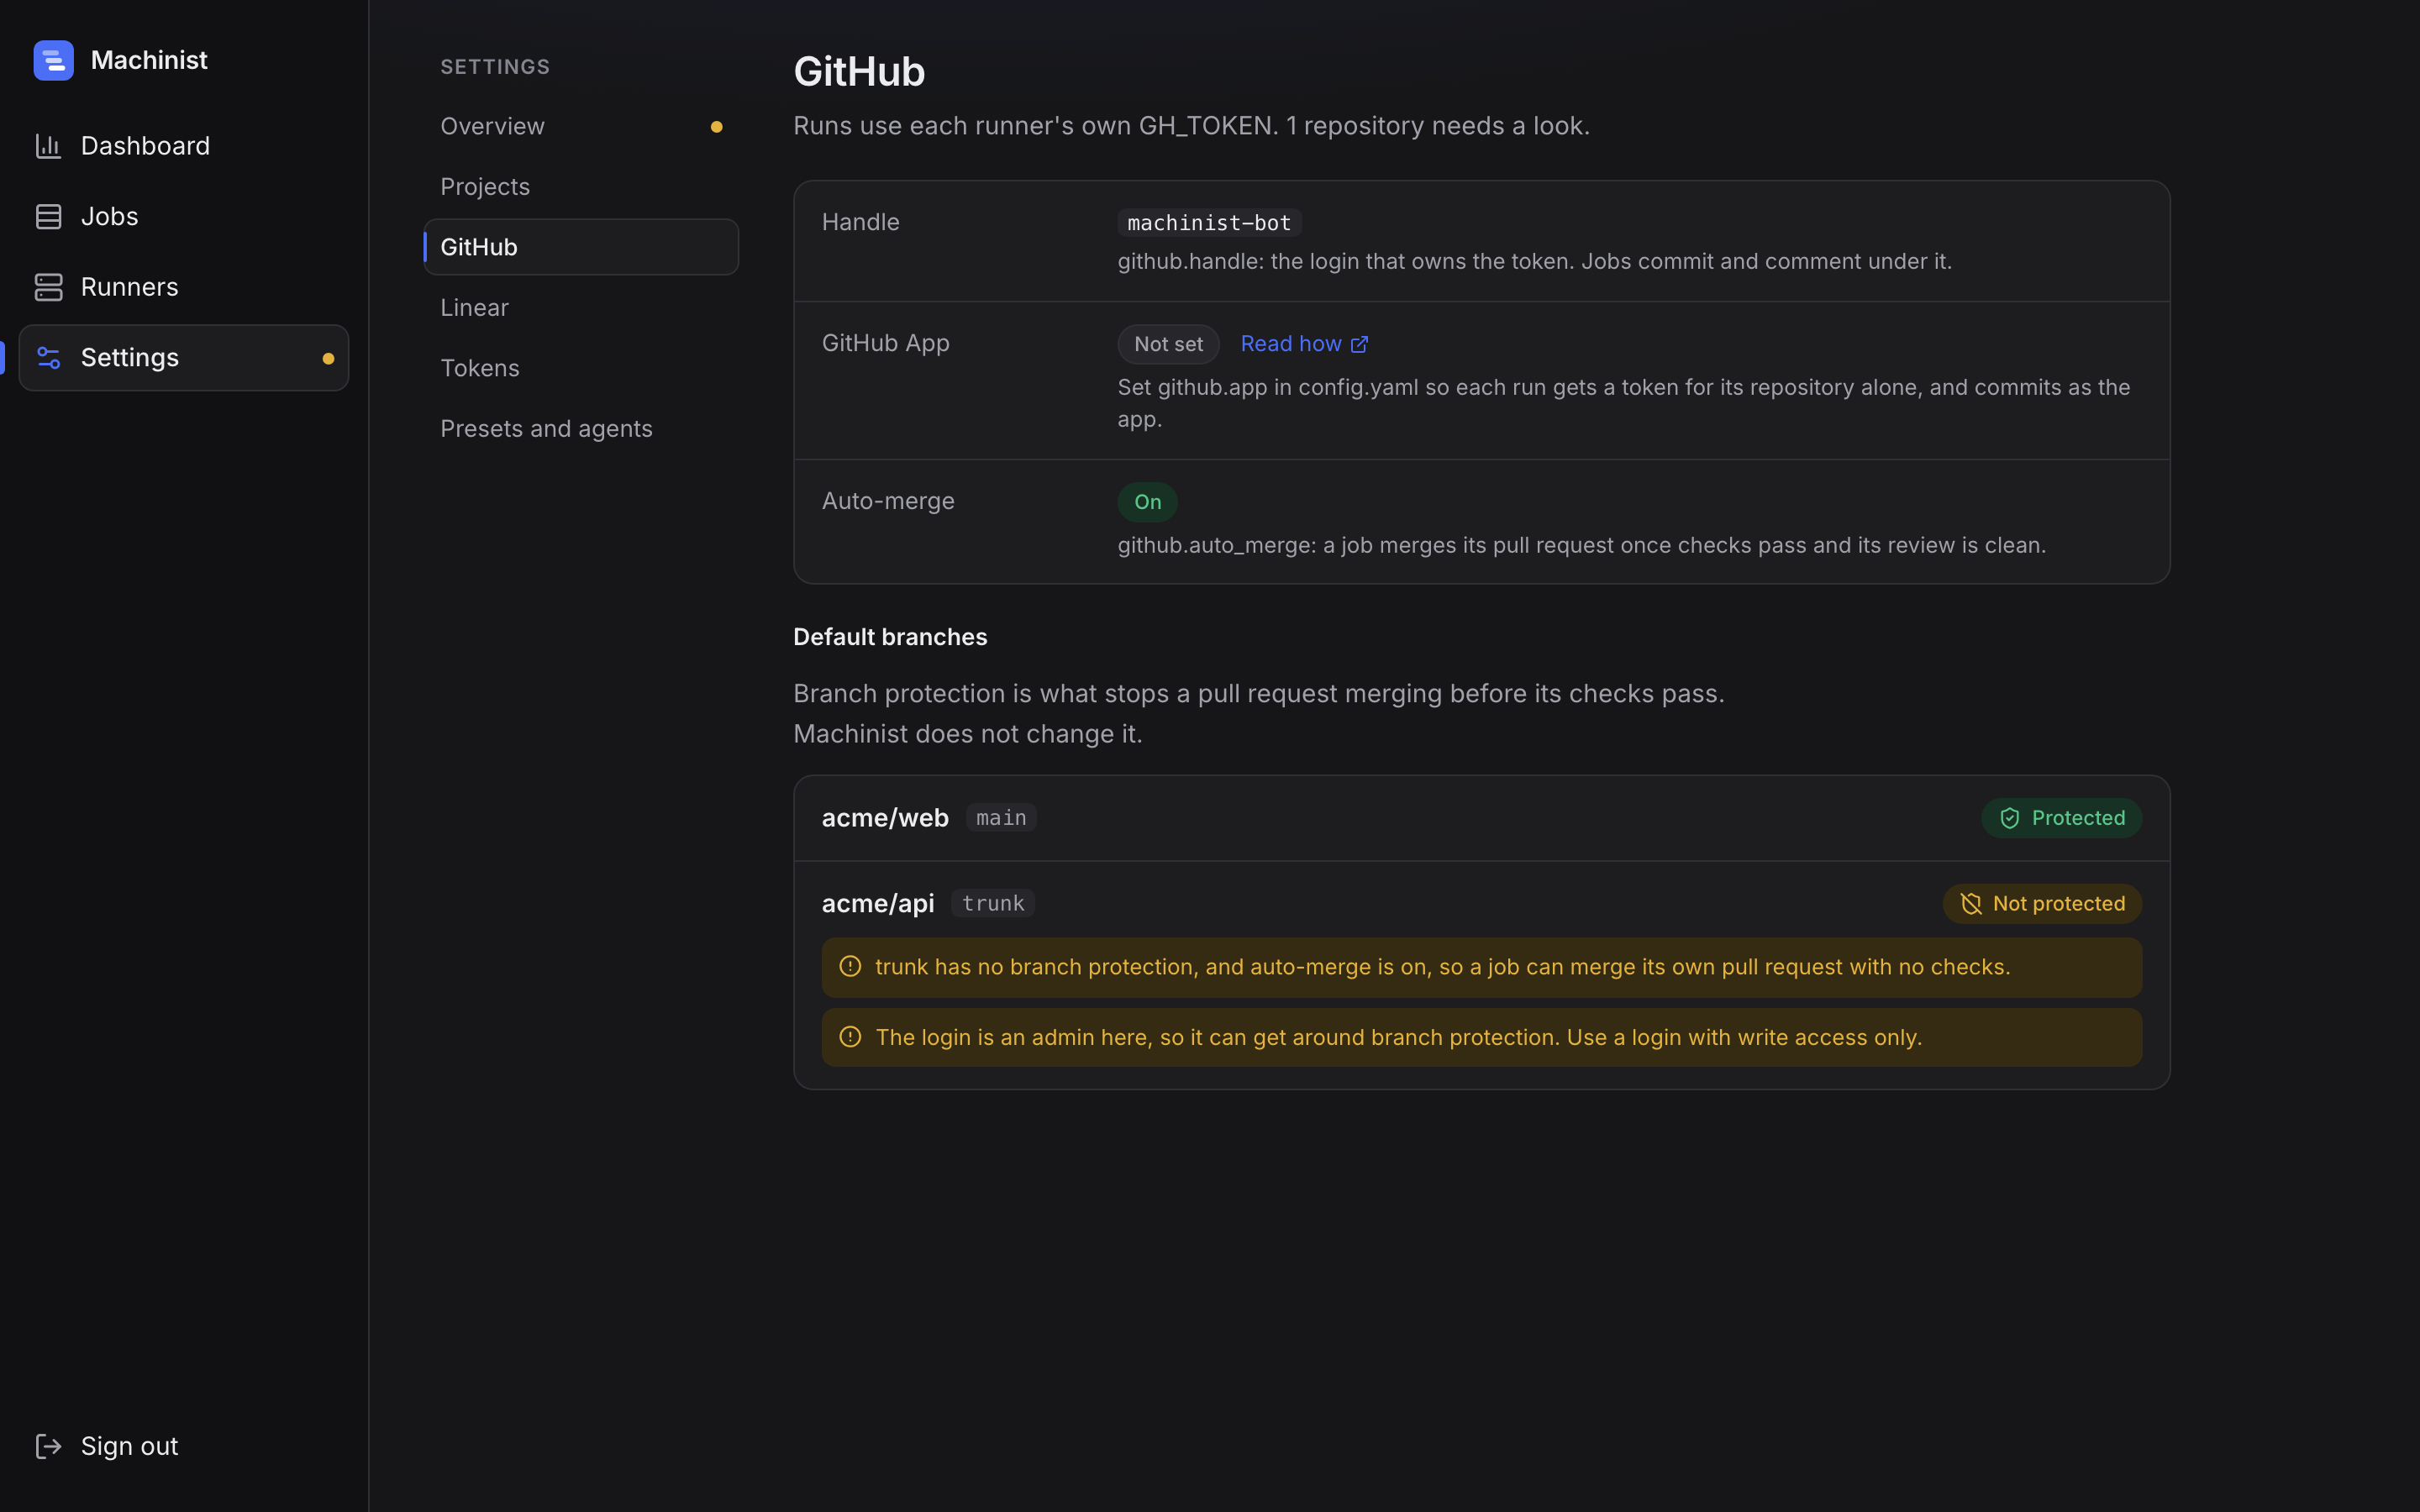 Machinist
Dashboard
Jobs
Runners
Settings
Sign out
SETTINGS
Overview
Projects
GitHub
Linear
Tokens
Presets and agents
GitHub
Runs use each runner's own GH_TOKEN. 1 repository needs a look.
Handle
machinist-bot
github.handle: the login that owns the token. Jobs commit and comment under it.
GitHub App
Not set Read how
Set github.app in config.yaml so each run gets a token for its repository alone, and commits as the
app.
Auto-merge
On
github.auto_merge: a job merges its pull request once checks pass and its review is clean.
Default branches
Branch protection is what stops a pull request merging before its checks pass.
Machinist does not change it.
acme/web main Protected
acme/api trunk Not protected
trunk has no branch protection, and auto-merge is on, so a job can merge its own pull request with no checks.
The login is an admin here, so it can get around branch protection. Use a login with write access only.